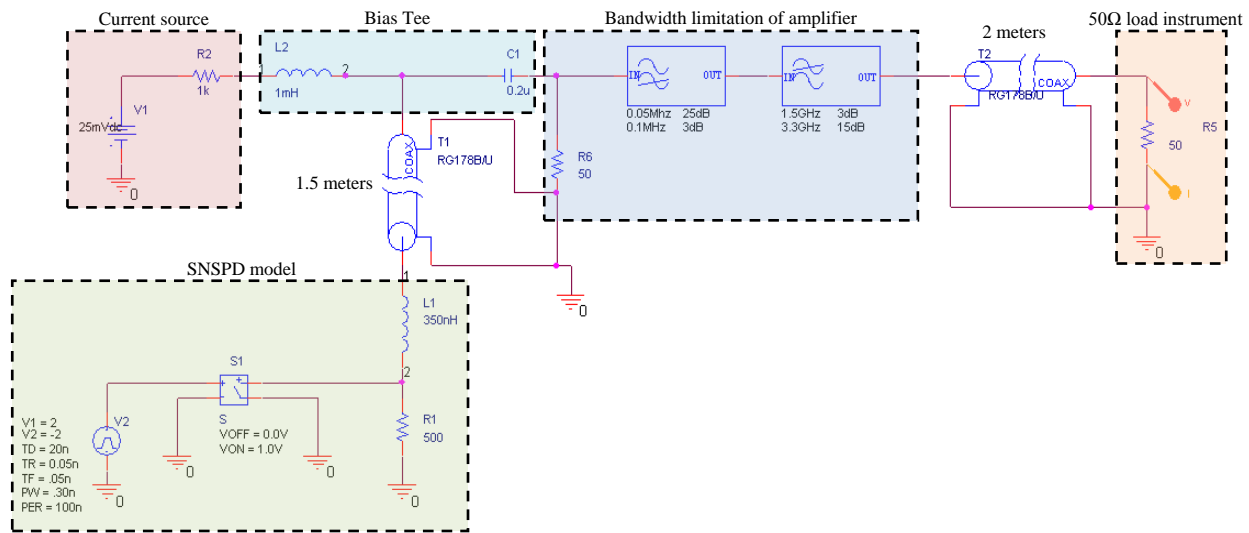 Current source
Bias Tee
Bandwidth limitation of amplifier
2 meters
50Ω load instrument
R2
1k
V1
25mVdc
0
L2
1
2
1mH
C1
0.2u
T1
COAX
RG178B/U
1.5 meters
R6
50
0
IN
OUT
0.05Mhz 25dB
0.1MHz 3dB
IN
OUT
1.5GHz 3dB
3.3GHz 15dB
T2
COAX
RG178B/U
V
R5
50
I
0
SNSPD model
1
L1
350nH
2
S1
S
VOFF = 0.0V
VON = 1.0V
0
0
R1
500
0
V2
V1 = 2
V2 = -2
TD = 20n
TR = 0.05n
TF = .05n
PW = .30n
PER = 100n
0